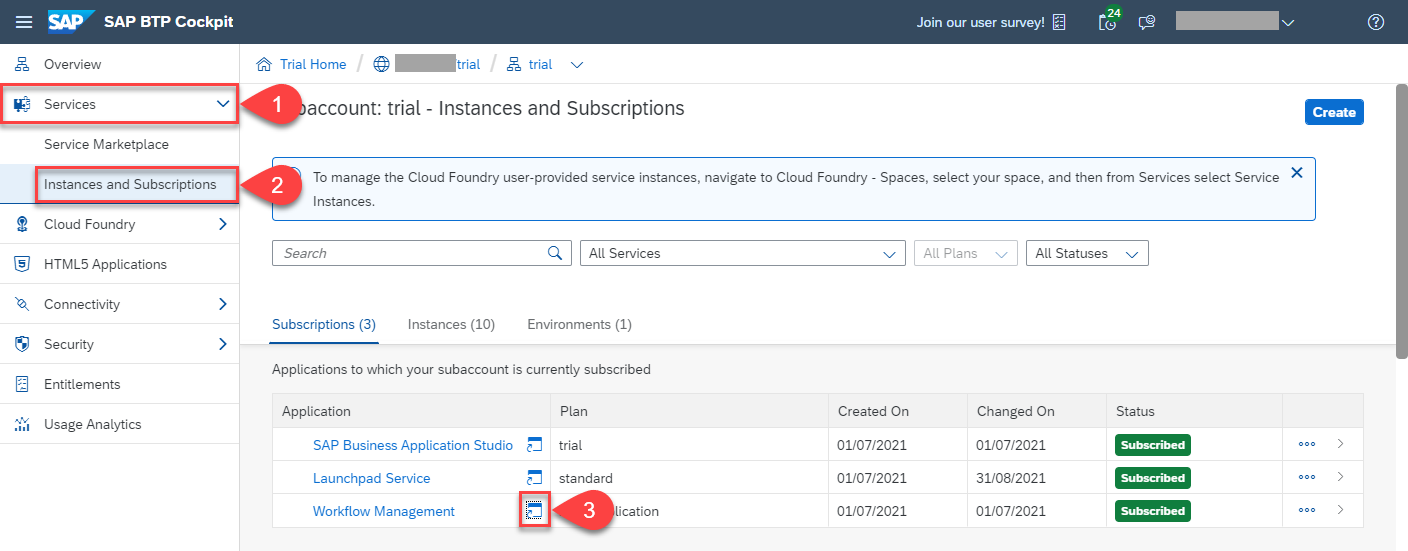 SAP SAP BTP Cockpit Join our user survey! 24
Overview Trial Home / /trial / trial
Services 1 baccount: trial - Instances and Subscriptions Create
Service Marketplace
Instances and Subscriptions 2
To manage the Cloud Foundry user-provided service instances, navigate to Cloud Foundry - Spaces, select your space, and then from Services select Service
Instances.
Cloud Foundry
HTML5 Applications
Search All Services All Plans All Statuses
Connectivity
Subscriptions (3) Instances (10) Environments (1)
Security
Entitlements
Usage Analytics
Applications to which your subaccount is currently subscribed
Application Plan Created On Changed On Status
SAP Business Application Studio trial 01/07/2021 01/07/2021 Subscribed
Launchpad Service standard 01/07/2021 31/08/2021 Subscribed
Workflow Management 3 lication 01/07/2021 01/07/2021 Subscribed